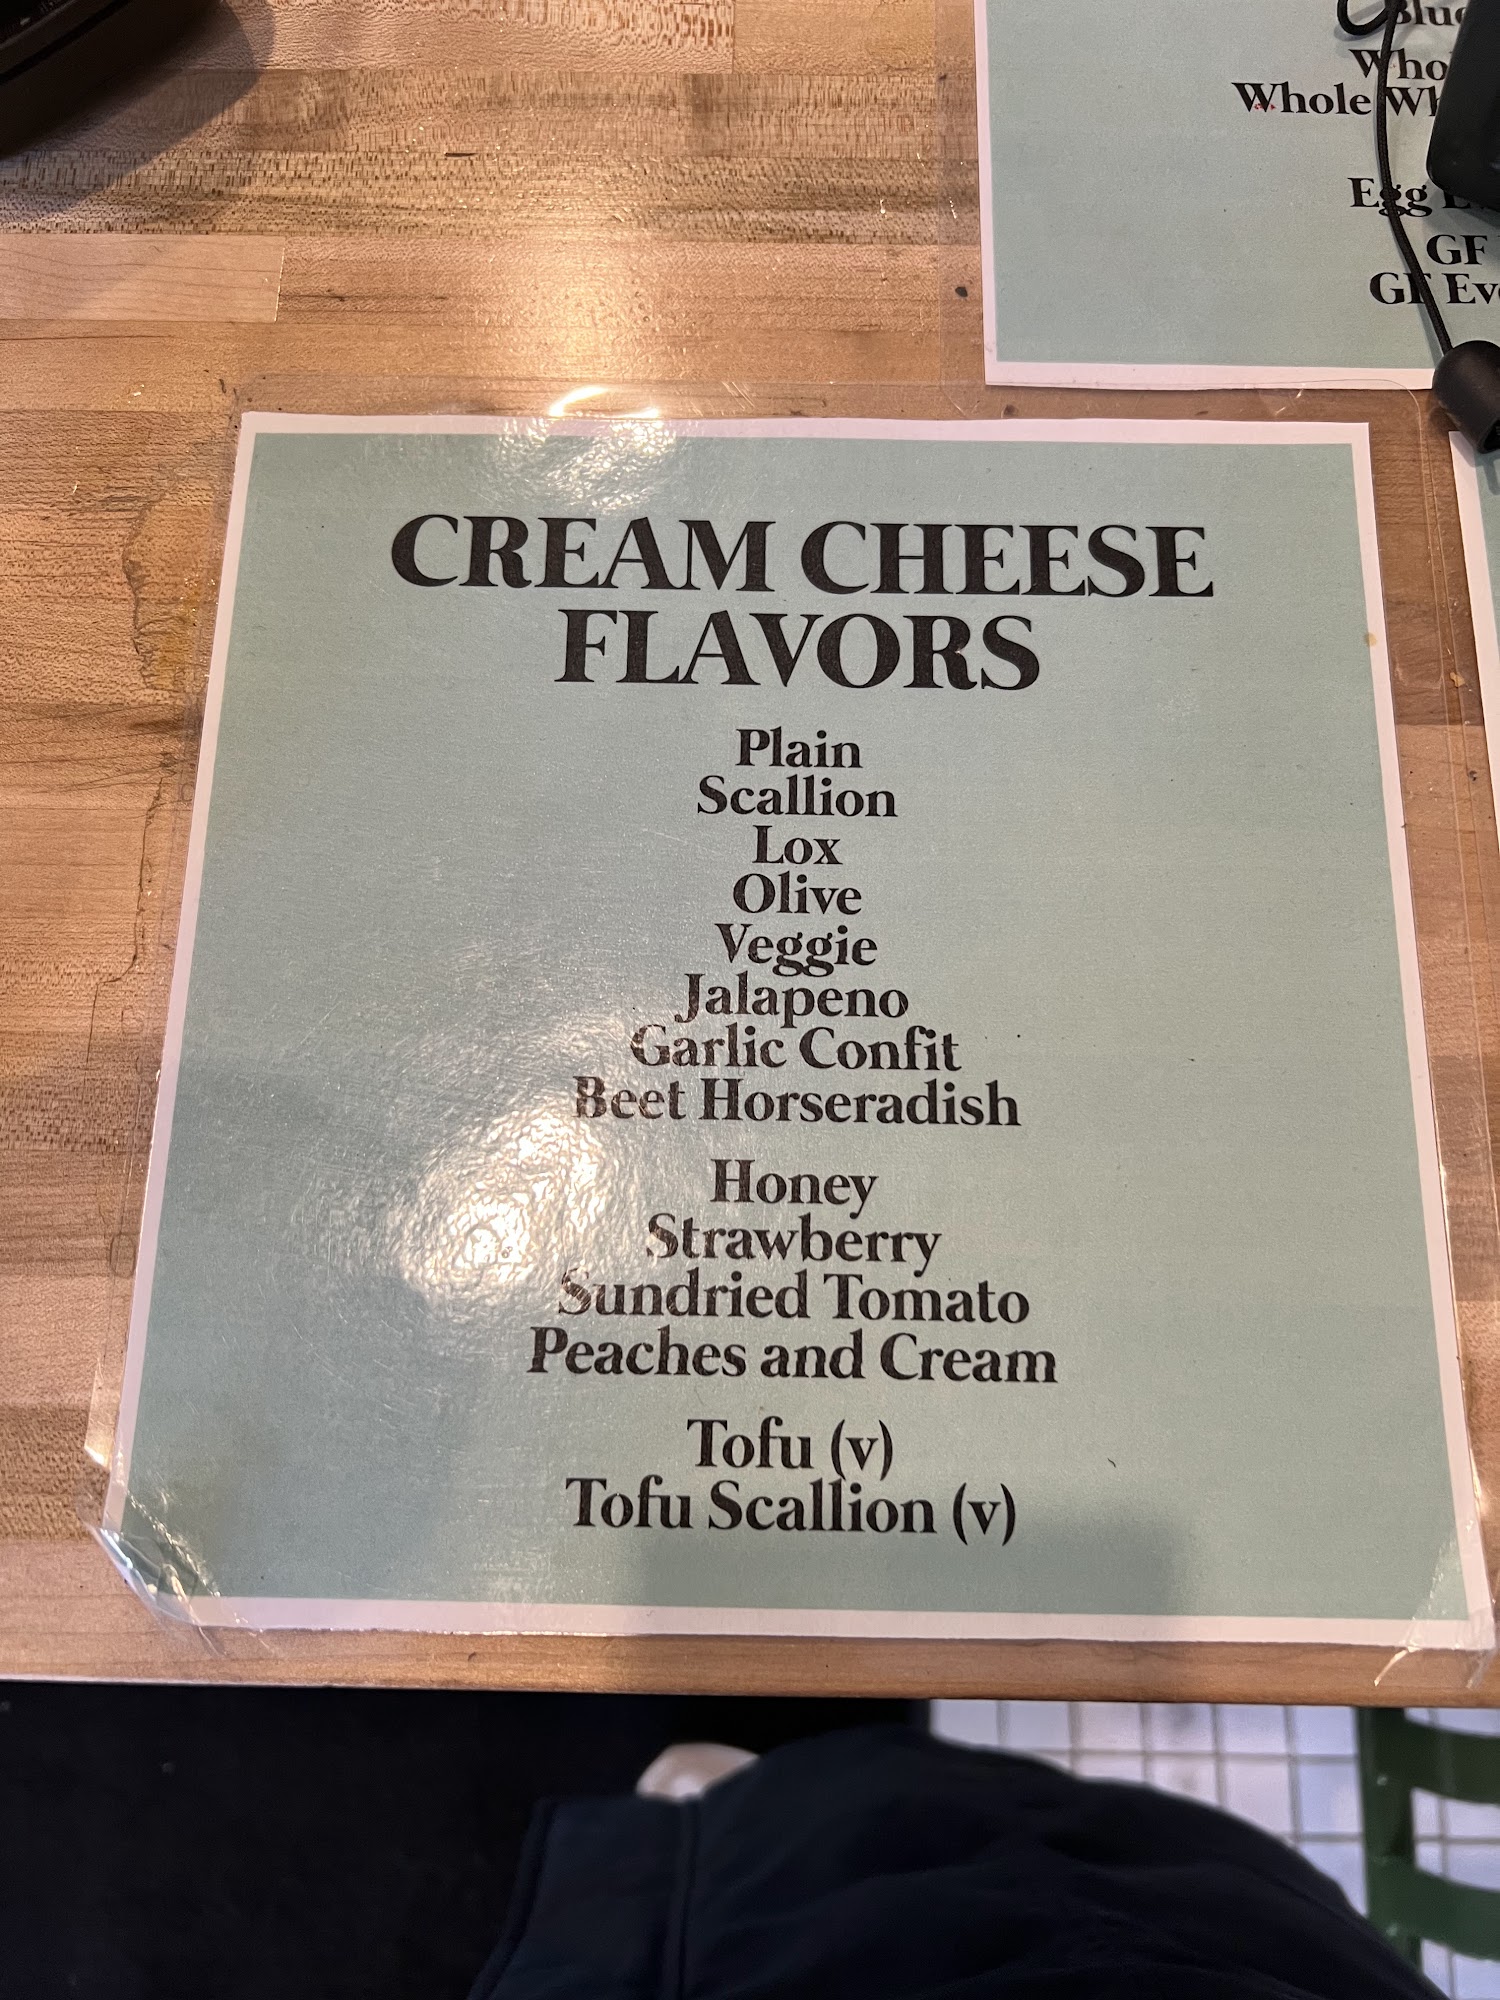 Whole
Egg
GF
GF
CREAM CHEESE
FLAVORS
Plain
Scallion
Lox
Olive
Veggie
Jalapeno
Garlic Confit
Beet Horseradish
Honey
Strawberry
Sundried Tomato
Peaches and Cream
Tofu (v)
Tofu Scallion (v)